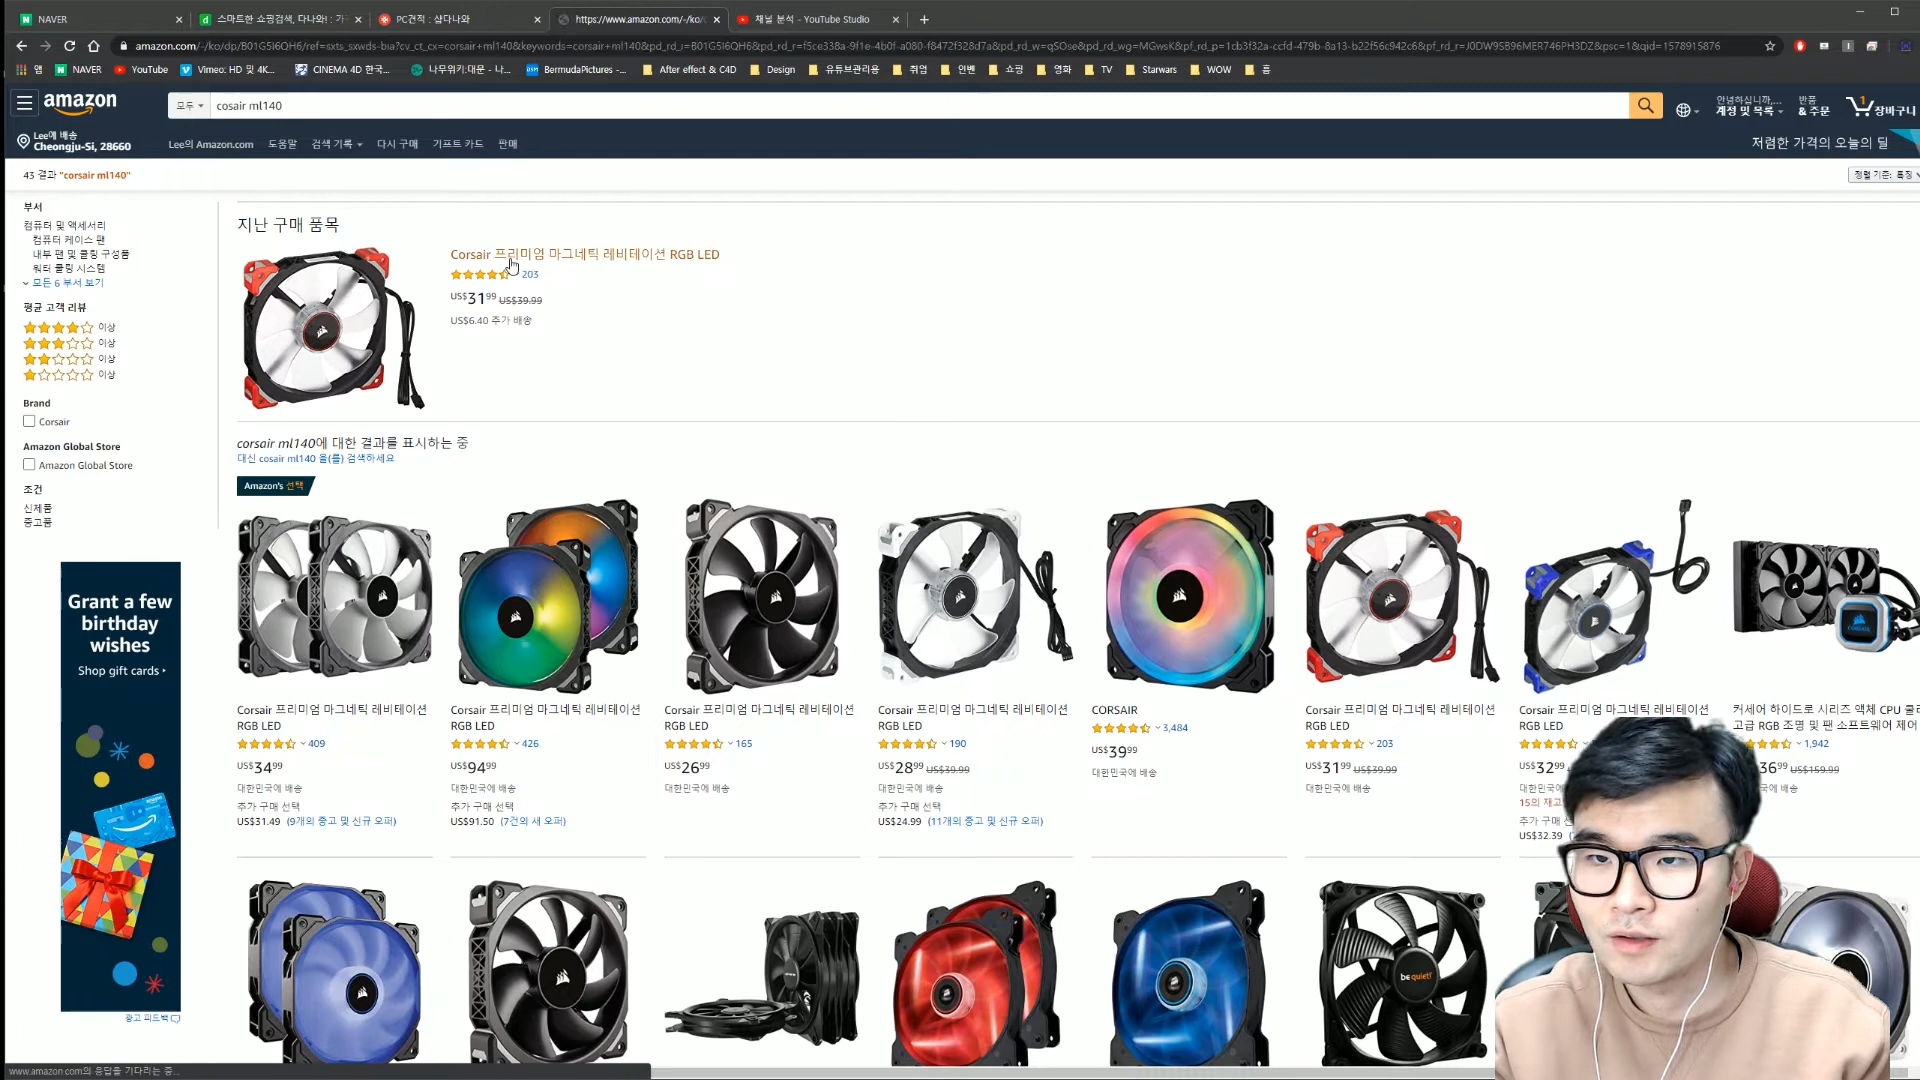 NAVER
스마트한 쇼핑검색, 다나와! : 가
PC견적 : 샵다나와
https://www.amazon.com/-/ko/
채널 분석 - YouTube Studio
amazon.com/-/ko/dp/B01G5I6QH6/ref=sxts_sxwds-bia?cv_ct_cx=corsair+ml140&keywords=corsair+ml140&pd_rd_i=B01G5I6QH6&pd_rd_r=f5ce338a-9f1e-4b0f-a080-f8472f328d7a&pd_rd_w=qSOse&pd_rd_wg=MGwsK&pf_rd_p=1cb3f32a-ccfd-479b-8a13-b22f56c942c6&pf_rd_r=J0DW9SB96MER746PH3DZ&psc=1&qid=1578915876
앱 NAVER YouTube Vimeo: HD 및 4K... CINEMA 4D 한국... 나무위키:대문 - 나... BermudaPictures -... After effect & C4D Design 유튜브관리용 취업 인벤 쇼핑 영화 TV Starwars WOW 홈
amazon 모두 cosair ml140
안녕하십니까,... 계정 및 목록
반품 & 주문
1 장바구니
Lee에 배송
Cheongju-Si, 28660
Lee의 Amazon.com 도움말 검색 기록 다시 구매 기프트 카드 판매
저렴한 가격의 오늘의 딜
43 결과 "corsair ml140"
정렬 기준: 특징
부서
컴퓨터 및 액세서리
컴퓨터 케이스 팬
내부 팬 및 쿨링 구성품
워터 쿨링 시스템
모든 6 부서 보기
평균 고객 리뷰
이상
이상
이상
이상
Brand
Corsair
Amazon Global Store
Amazon Global Store
조건
신제품
중고품
Grant a few
birthday
wishes
Shop gift cards
광고 피드백
지난 구매 품목
Corsair 프리미엄 마그네틱 레비테이션 RGB LED
203
US$31.99 US$39.99
US$6.40 추가 배송
corsair ml140에 대한 결과를 표시하는 중
대신 cosair ml140 을(를) 검색하세요
Amazon's 선택
Corsair 프리미엄 마그네틱 레비테이션
RGB LED
409
US$34.99
대한민국에 배송
추가 구매 선택
US$31.49 (9개의 중고 및 신규 오퍼)
Corsair 프리미엄 마그네틱 레비테이션
RGB LED
426
US$94.99
대한민국에 배송
추가 구매 선택
US$91.50 (7건의 새 오퍼)
Corsair 프리미엄 마그네틱 레비테이션
RGB LED
165
US$26.99
대한민국에 배송
Corsair 프리미엄 마그네틱 레비테이션
RGB LED
190
US$28.99 US$39.99
대한민국에 배송
추가 구매 선택
US$24.99 (11개의 중고 및 신규 오퍼)
CORSAIR
3,484
US$39.99
대한민국에 배송
Corsair 프리미엄 마그네틱 레비테이션
RGB LED
203
US$31.99 US$39.99
대한민국에 배송
Corsair 프리미엄 마그네틱 레비테이션
RGB LED
US$32.99
대한민국에
15의 재고
추가 구매 선
US$32.39
커세어 하이드로 시리즈 액체 CPU 쿨
고급 RGB 조명 및 팬 소프트웨어 제어
1,942
36.99 US$159.99
에 배송
be quiet!
www.amazon.com의 응답을 기다리는 중...